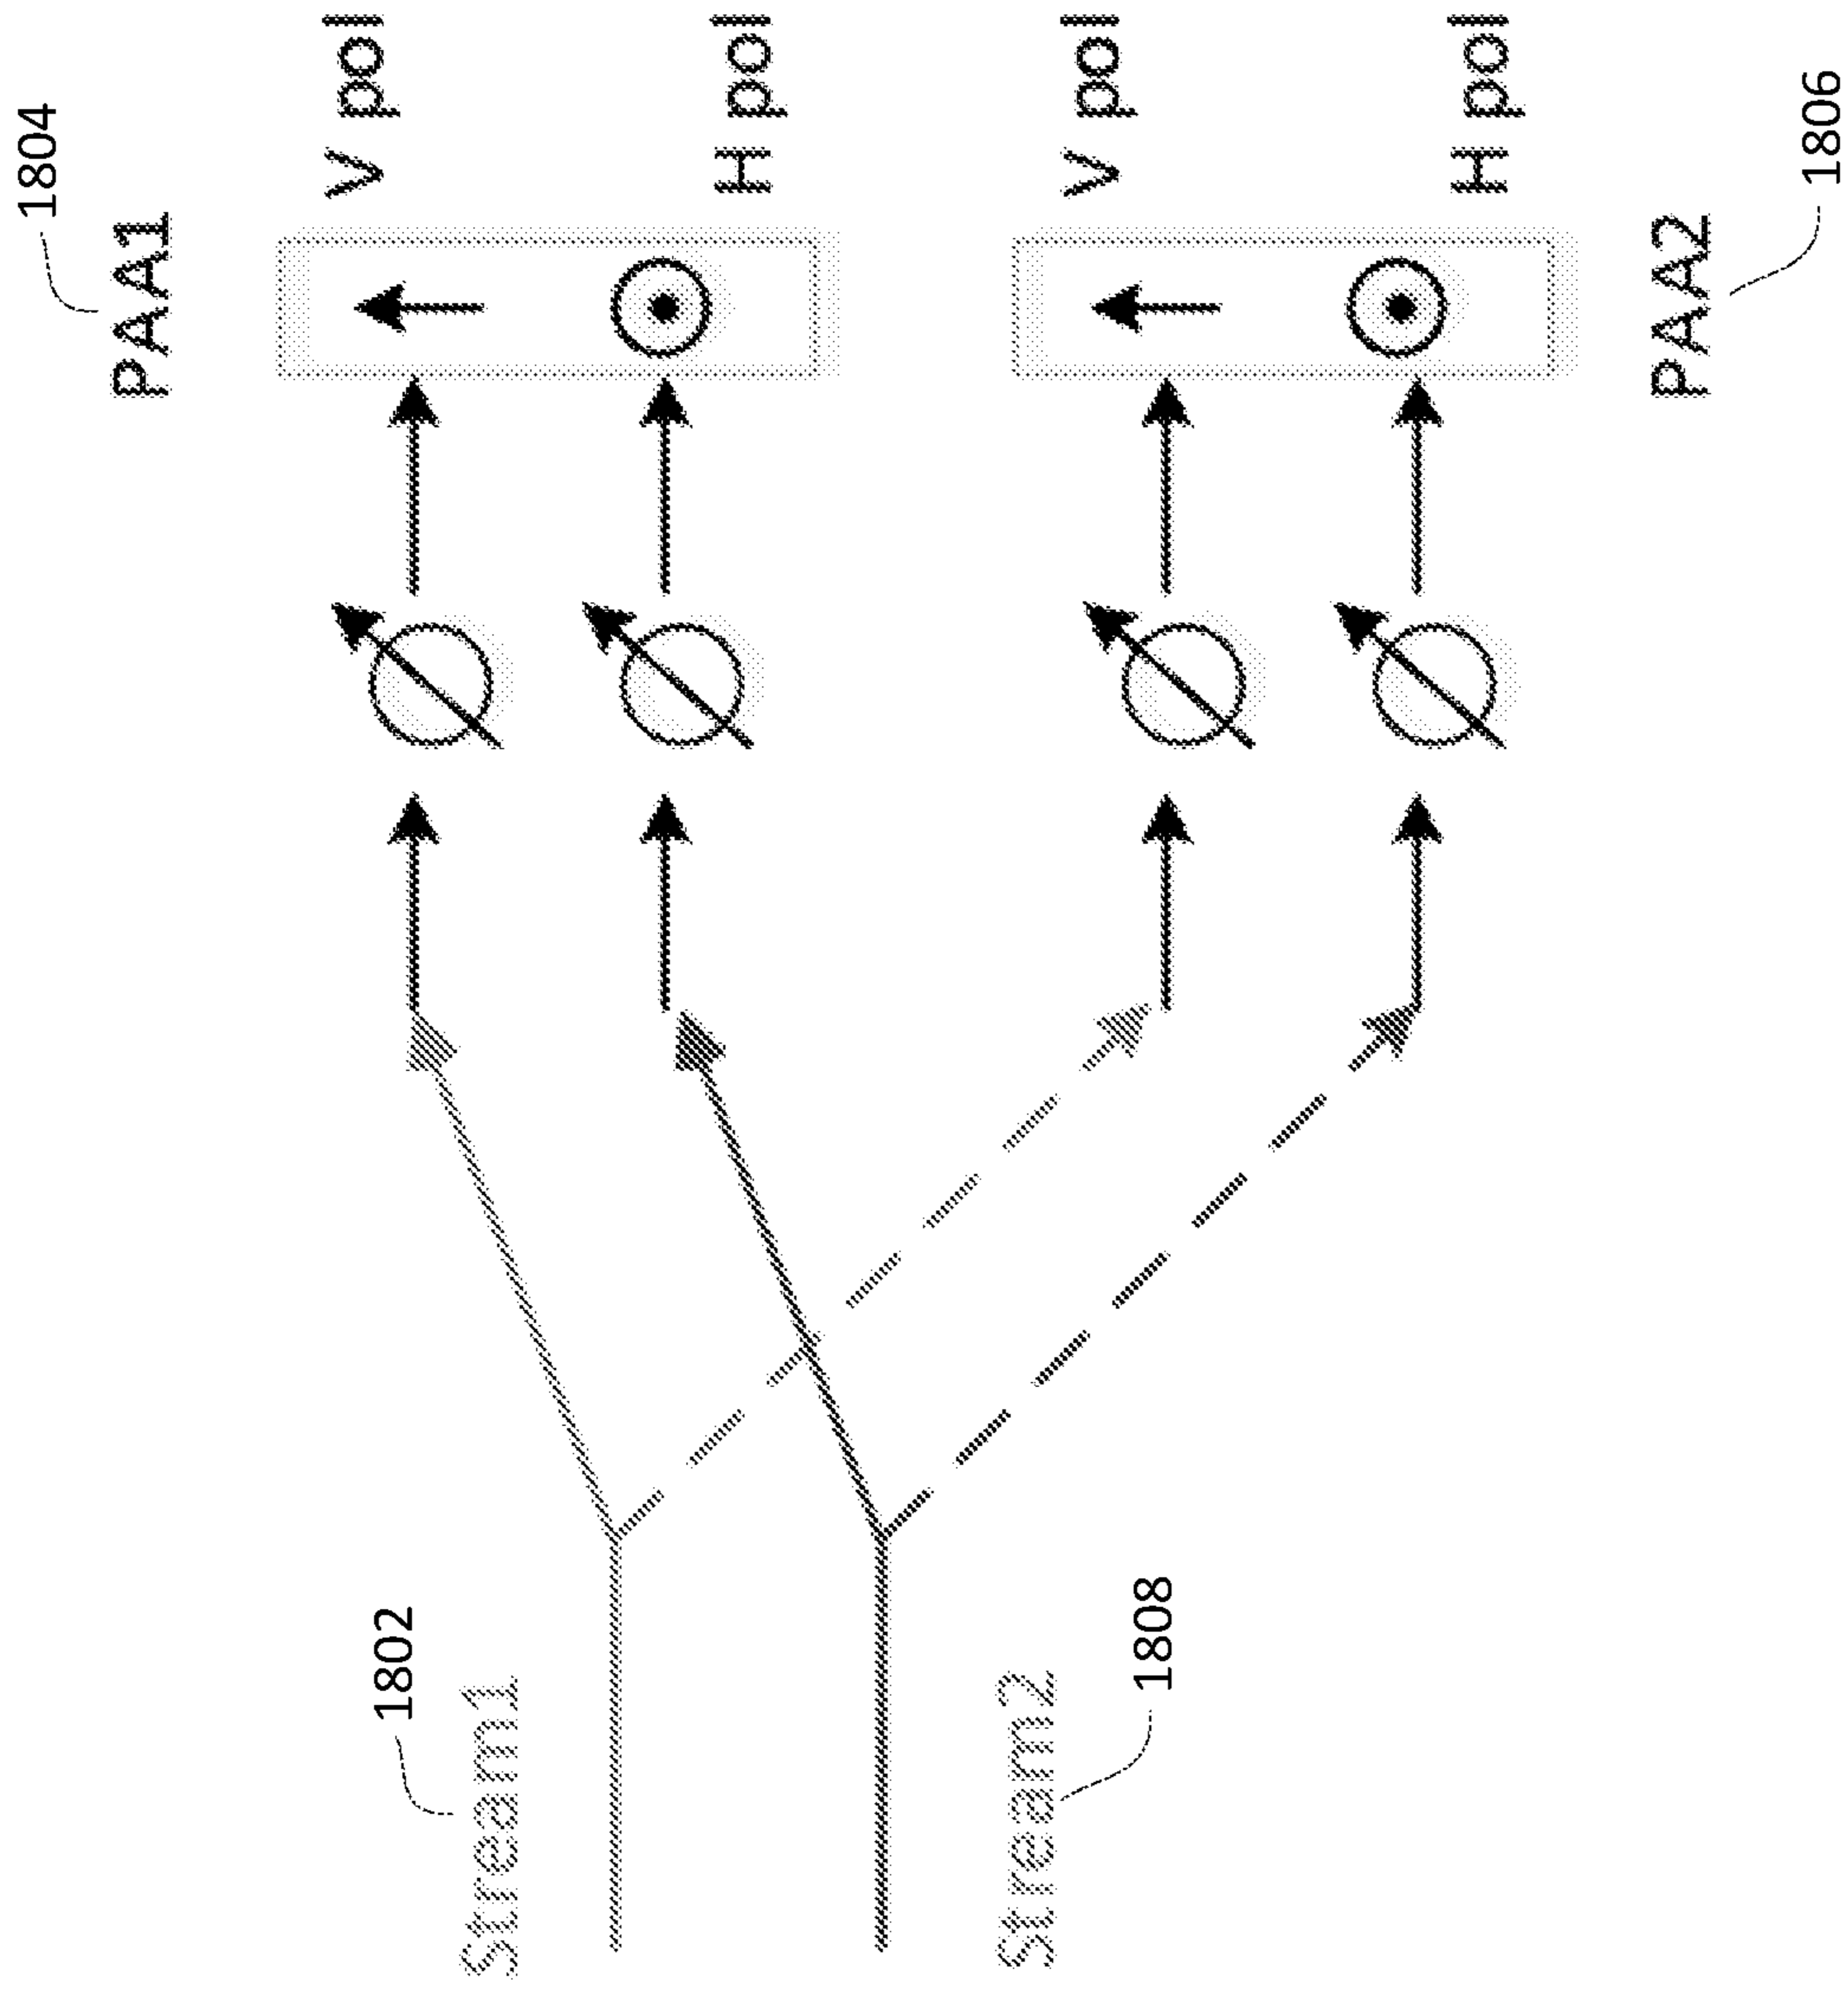 1802
Stream1
Stream2
1808
1804
PAA1
V pol
H pol
V pol
H pol
PAA2
1806